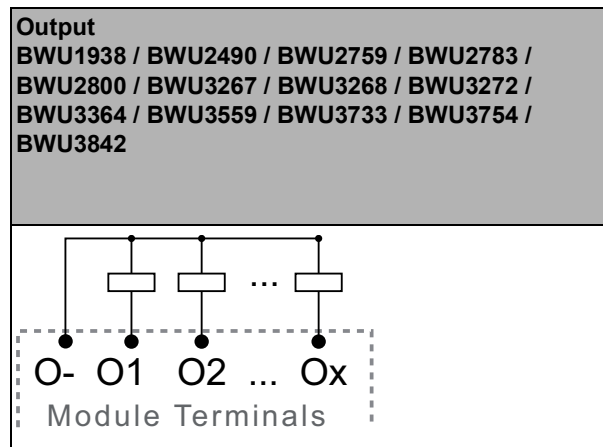 Output
BWU1938 / BWU2490 / BWU2759 / BWU2783 /
BWU2800 / BWU3267 / BWU3268 / BWU3272 /
BWU3364 / BWU3559 / BWU3733 / BWU3754 /
BWU3842
...
O- O1 O2 ... Ox
Module Terminals